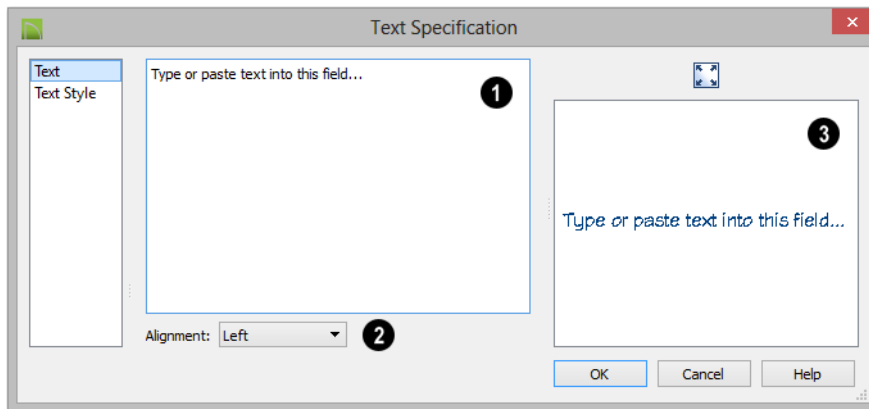 Text Specification
×
Text
Text Style
Type or paste text into this field...
1
3
Type or paste text into this field...
Alignment: Left
2
OK Cancel Help